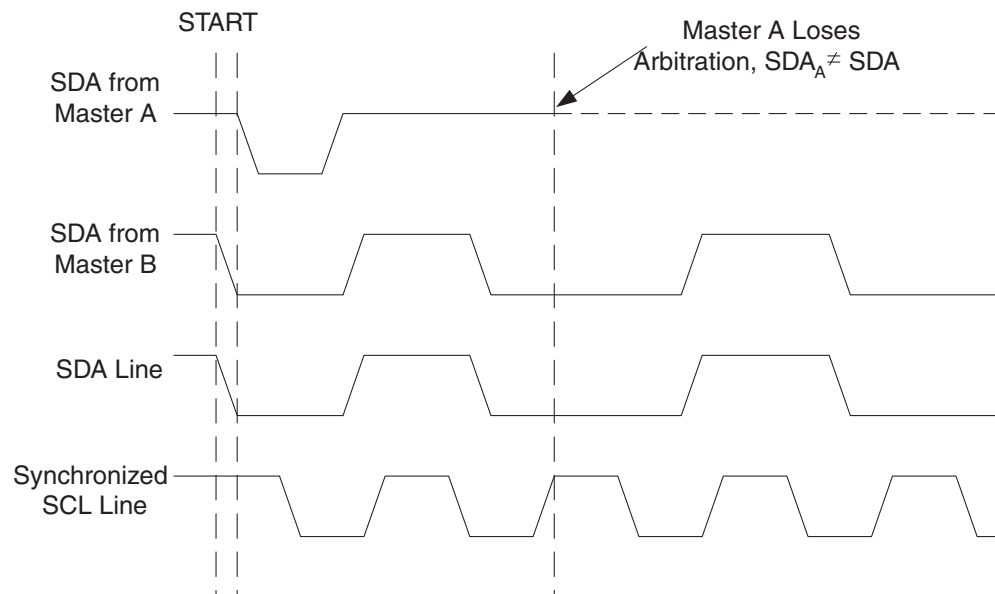 START
Master A Loses
Arbitration, SDA_A ≠ SDA
SDA from
Master A
SDA from
Master B
SDA Line
Synchronized
SCL Line